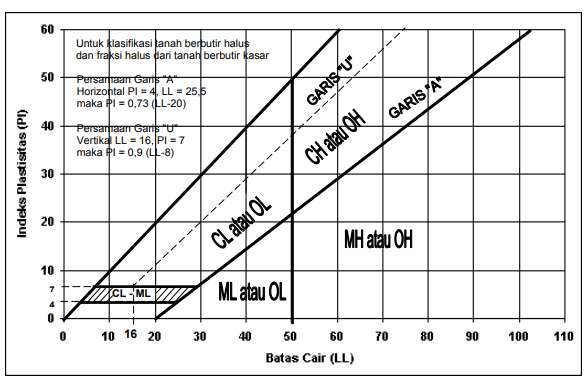 60
50
40
30
20
10
7
4
0
Indeks Plastisitas (PI)
Untuk klasifikasi tanah berbutir halus
dan fraksi halus dari tanah berbutir kasar
Persamaan Garis "A"
Horizontal PI = 4, LL = 25,5
maka PI = 0,73 (LL-20)
Persamaan Garis "U"
Vertikal LL = 16, PI = 7
maka PI = 0,9 (LL-8)
GARIS "U"
GARIS "A"
CH atau OH
CL atau OL
MH atau OH
CL - ML
ML atau OL
0 10 16 20 30 40 50 60 70 80 90 100 110
Batas Cair (LL)